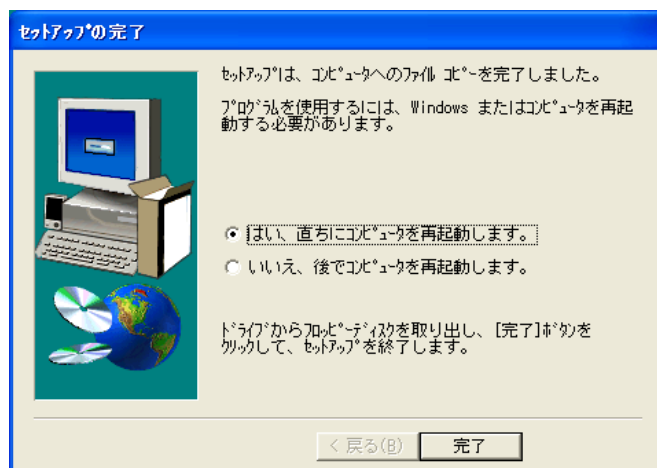 ｾｯﾄｱｯﾌﾟの完了
ｾｯﾄｱｯﾌﾟは、ｺﾝﾋﾟｭｰﾀへのﾌｧｲﾙ ｺﾋﾟｰを完了しました。
ﾌﾟﾛｸﾞﾗﾑを使用するには、Windows またはｺﾝﾋﾟｭｰﾀを再起
動する必要があります。
はい、直ちにｺﾝﾋﾟｭｰﾀを再起動します。
いいえ、後でｺﾝﾋﾟｭｰﾀを再起動します。
ﾄﾞﾗｲﾌﾞからﾌﾛｯﾋﾟｰﾃﾞｨｽｸを取り出し、[完了]ﾎﾞﾀﾝを
ｸﾘｯｸして、ｾｯﾄｱｯﾌﾟを終了します。
< 戻る(B) 完了